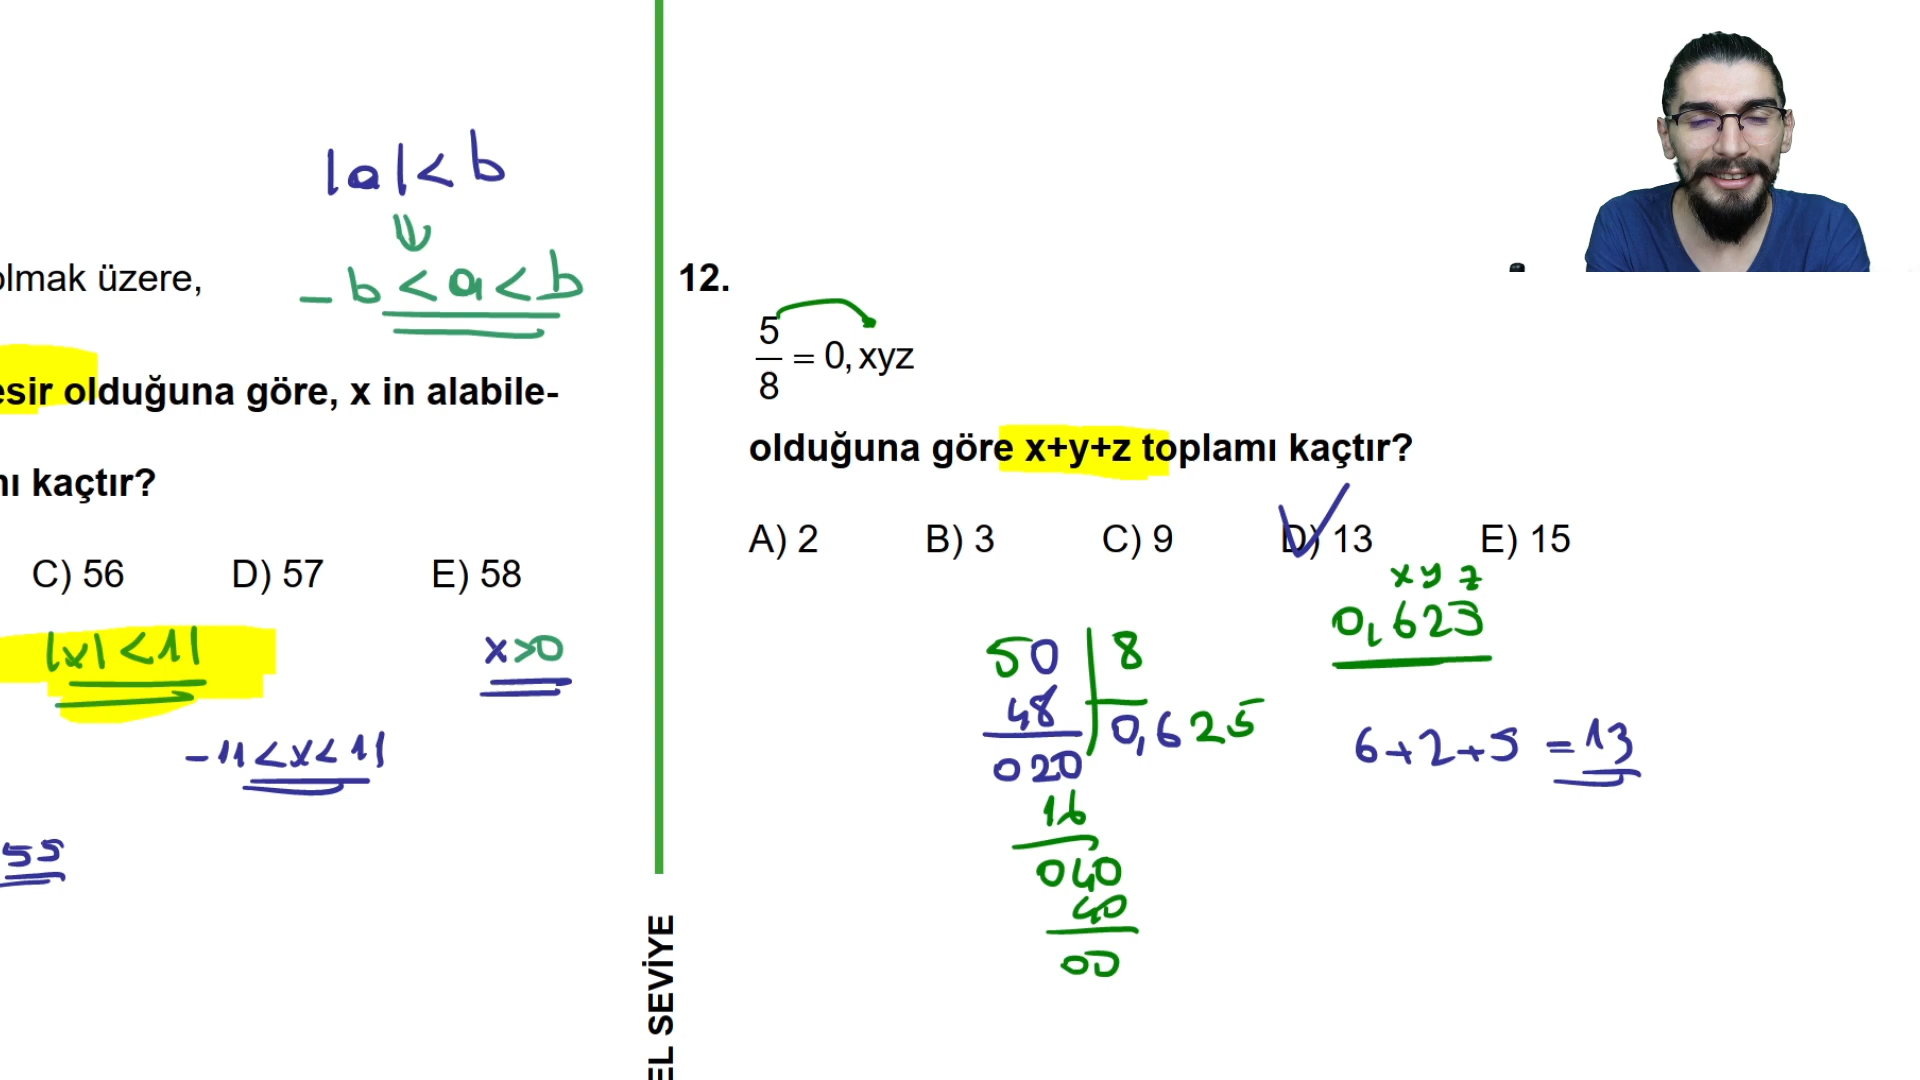 |a|<b
⇓
-b<a<b
olmak üzere,
esir olduğuna göre, x in alabile-
nı kaçtır?
C) 56 D) 57 E) 58
|x|<11
x>0
-11<x<11
55
EL SEVİYE
12.
5/8 = 0,xyz
olduğuna göre x+y+z toplamı kaçtır?
A) 2 B) 3 C) 9 D) 13 E) 15
x y z
0,623
50 | 8
48
0,625
020
16
040
40
00
6+2+5 = 13